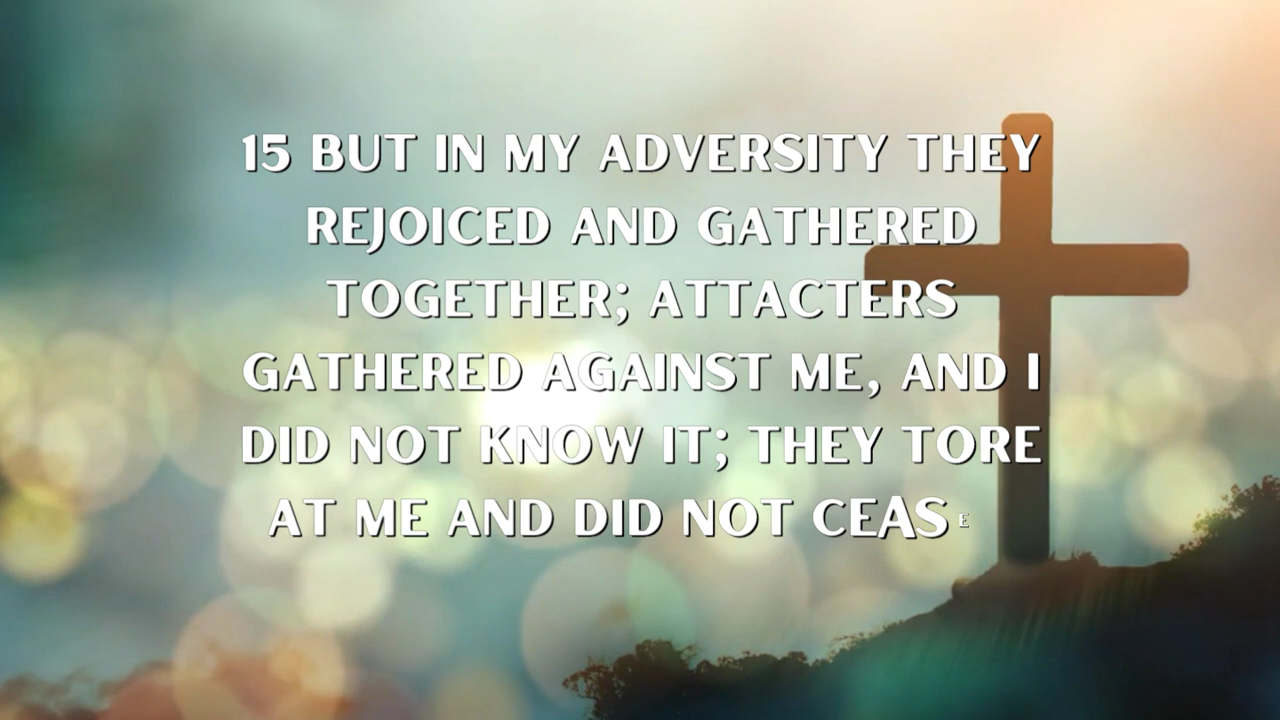 15 BUT IN MY ADVERSITY THEY
REJOICED AND GATHERED
TOGETHER; ATTACTERS
GATHERED AGAINST ME, AND I
DID NOT KNOW IT; THEY TORE
AT ME AND DID NOT CEASE